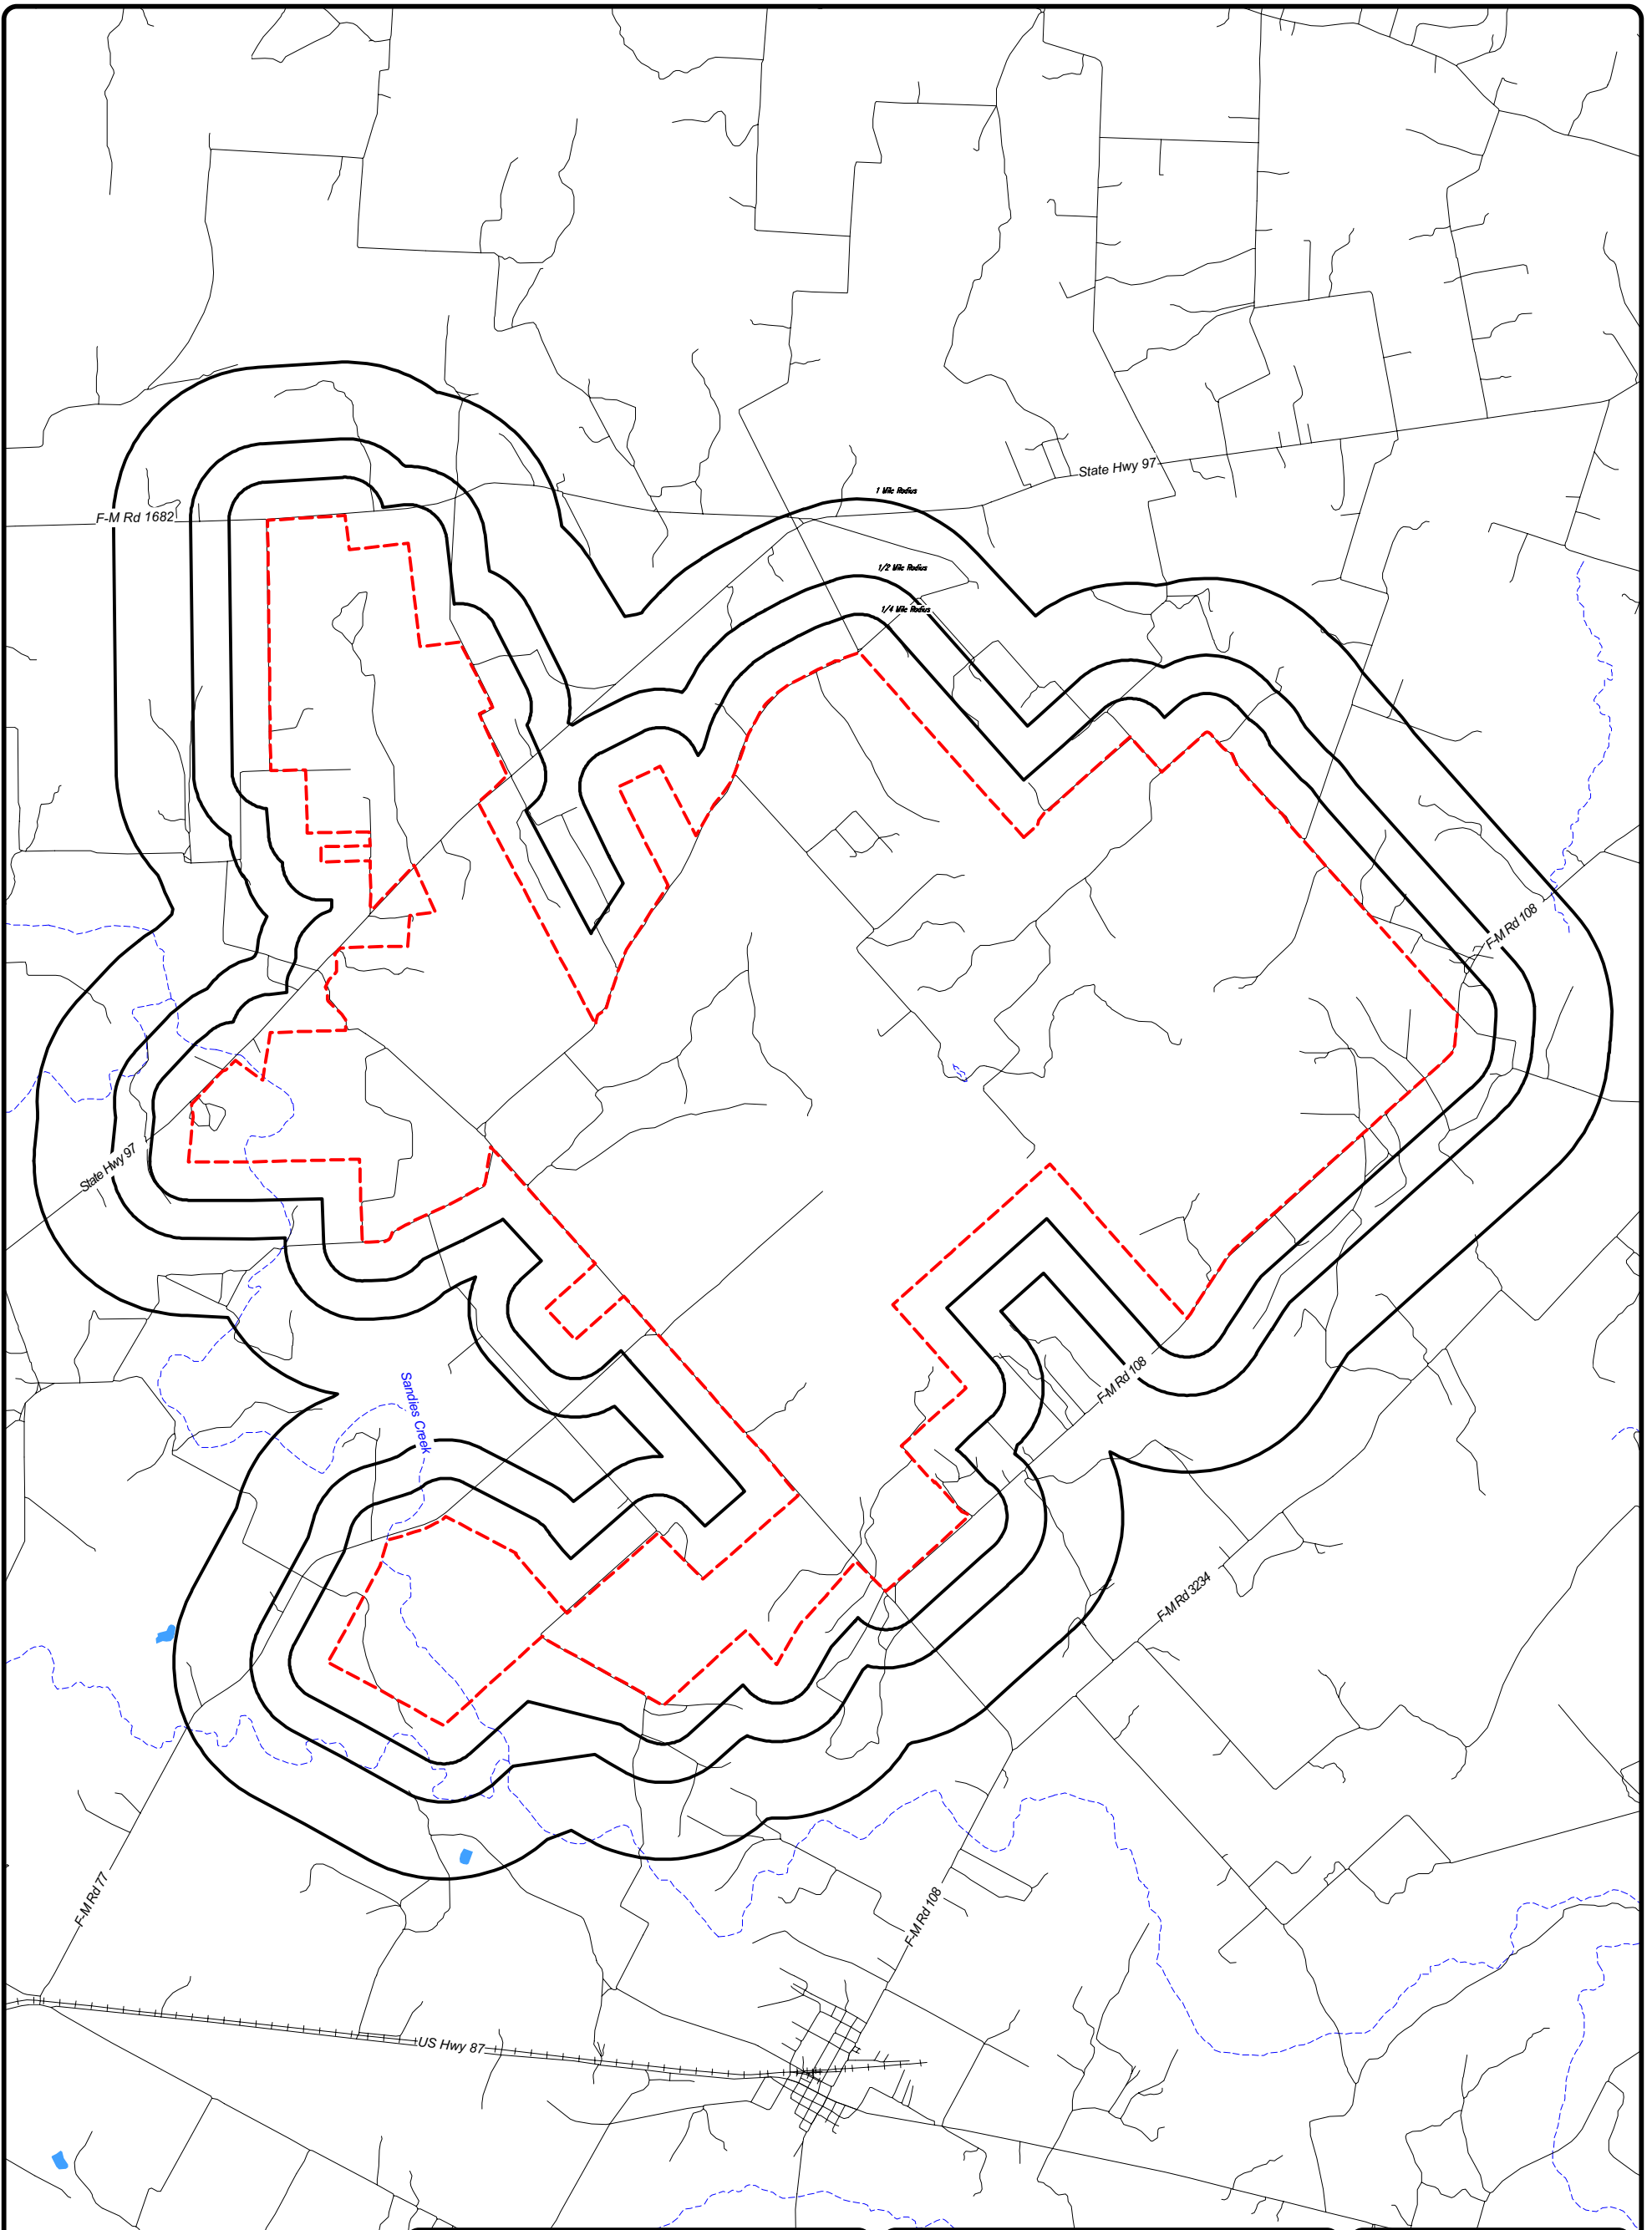 State Hwy 97
1 Mile Radius
F-M Rd 1682
1/2 Mile Radius
1/4 Mile Radius
F-M Rd 108
State Hwy 97
F-M Rd 108
Sandies Creek
F-M Rd 3234
F-M Rd 77
F-M Rd 108
US Hwy 87